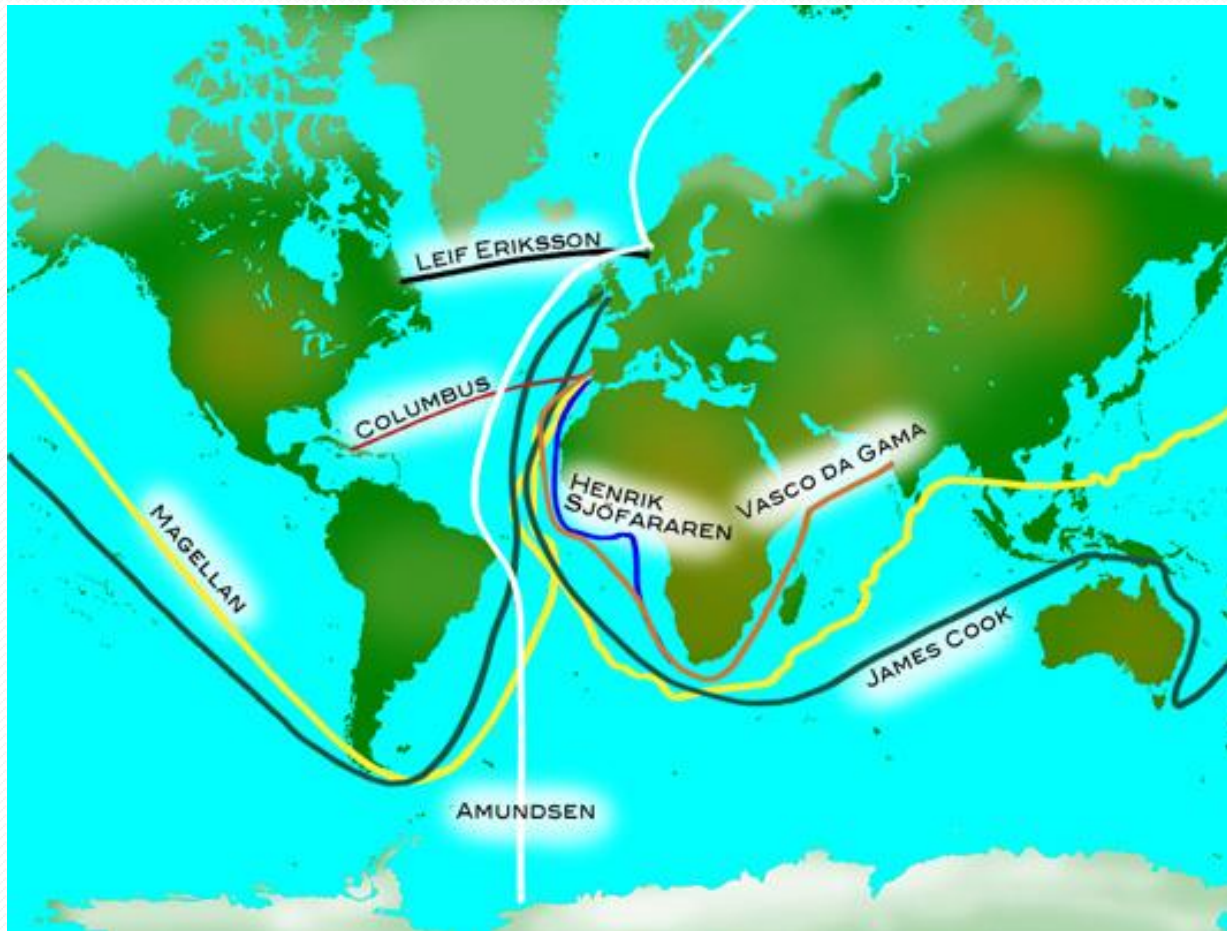 LEIF ERIKSSON
COLUMBUS
HENRIK
SJÖFARAREN
VASCO DA GAMA
MAGELLAN
JAMES COOK
AMUNDSEN